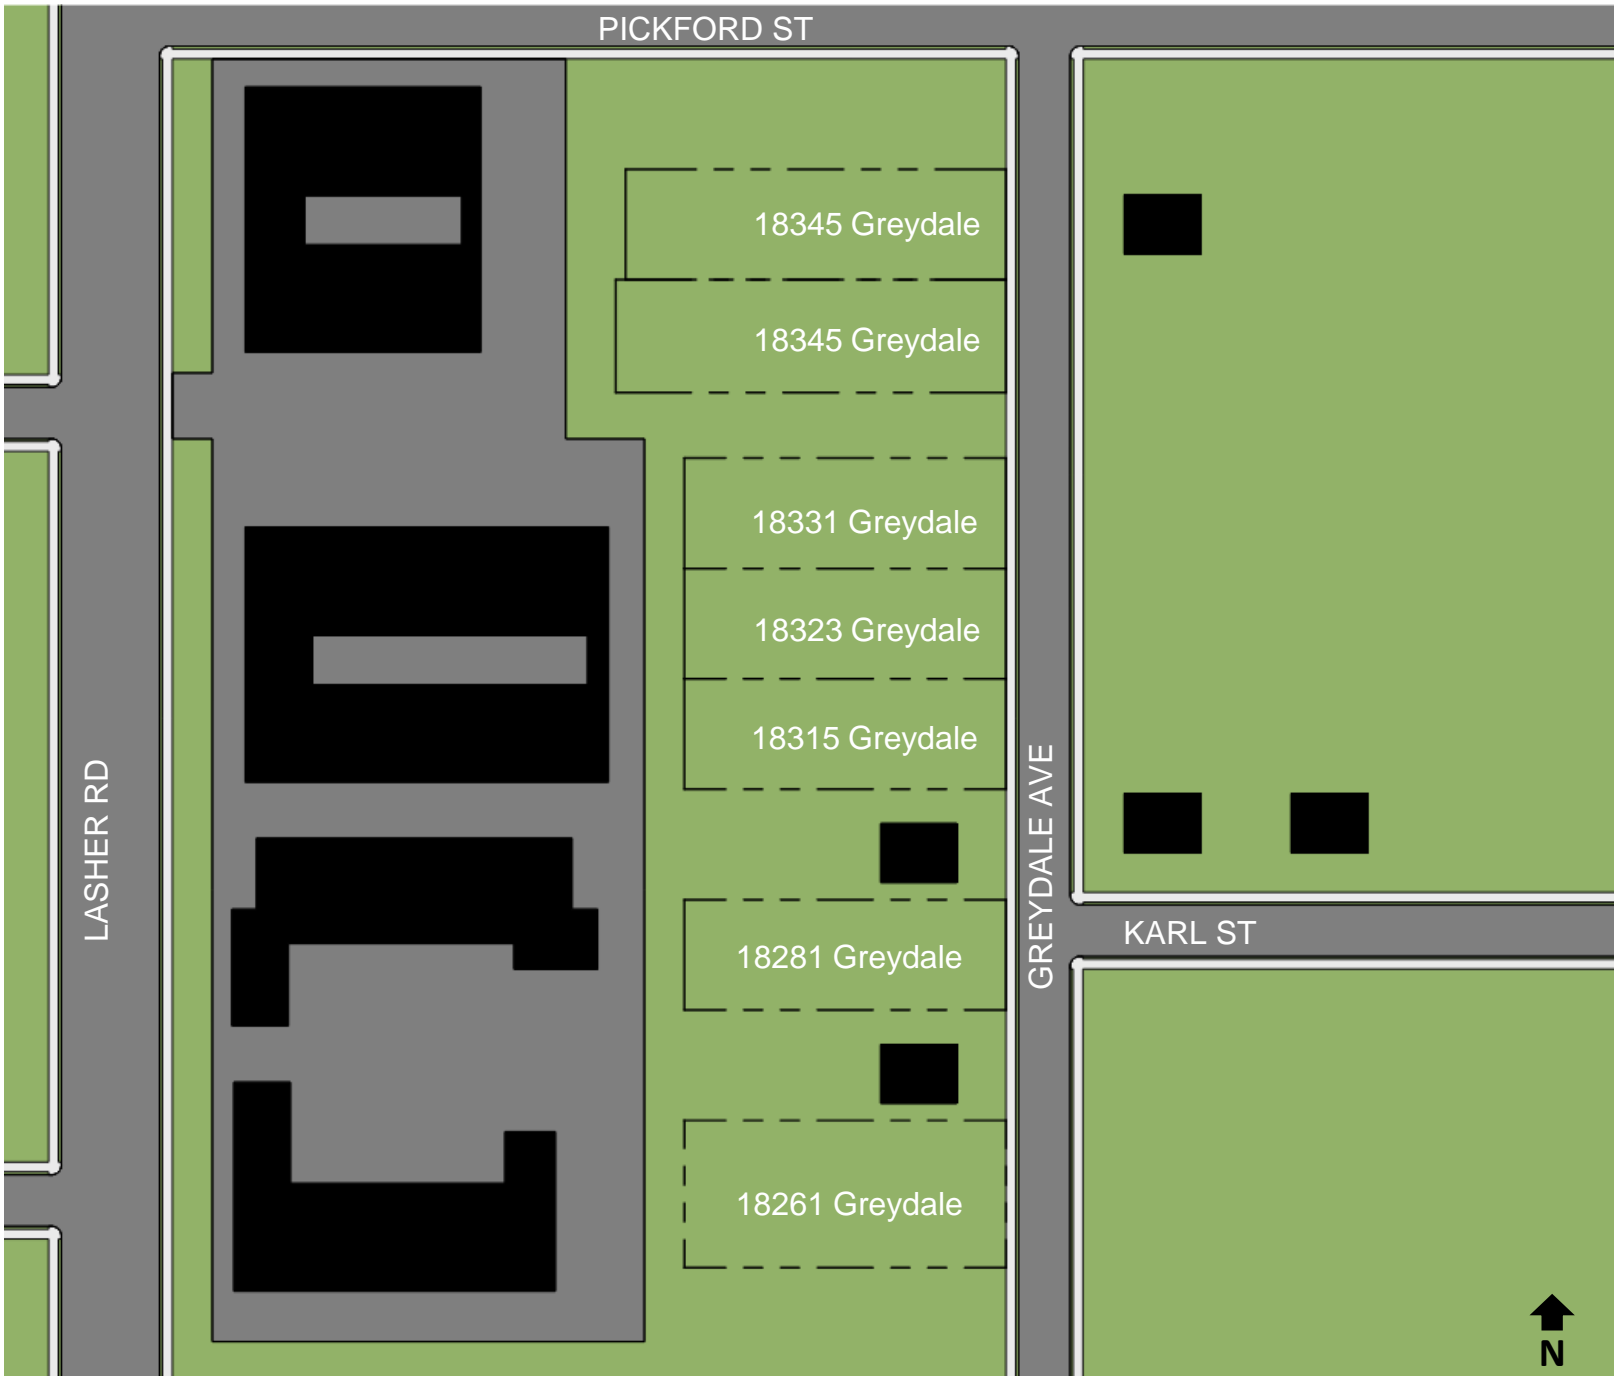 PICKFORD ST
18345 Greydale
18345 Greydale
18331 Greydale
18323 Greydale
18315 Greydale
LASHER RD
GREYDALE AVE
KARL ST
18281 Greydale
18261 Greydale
N